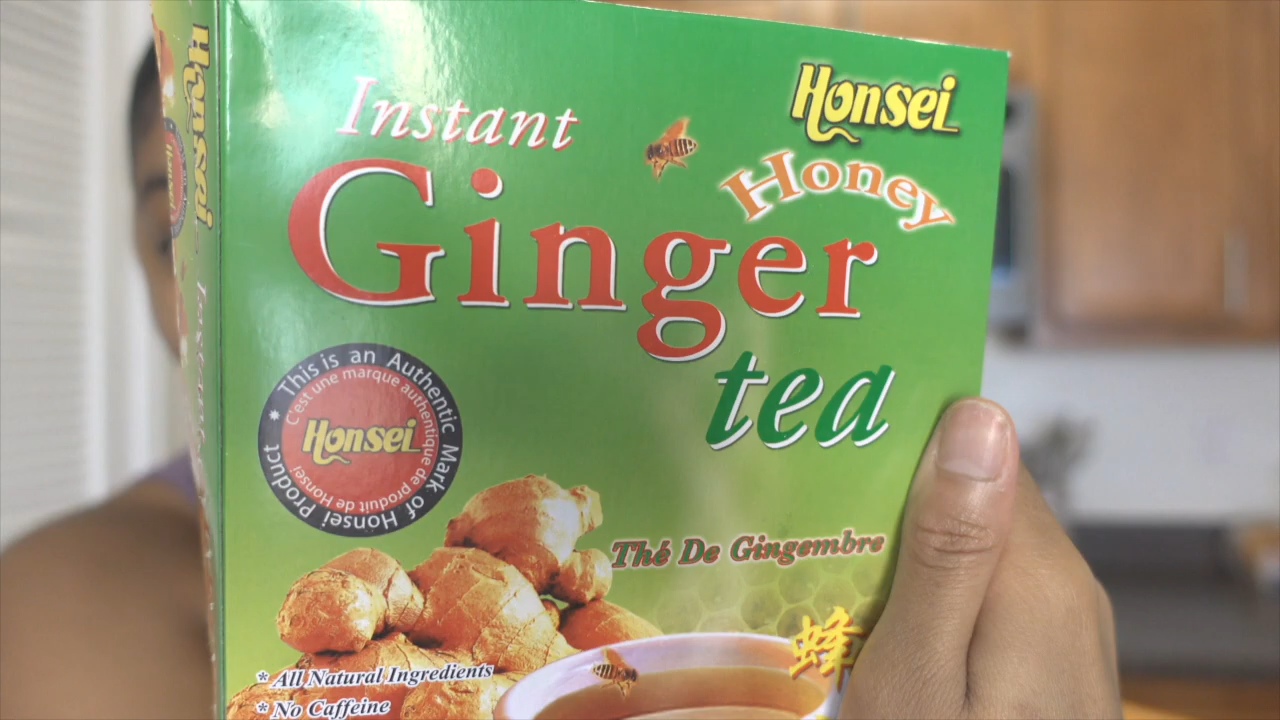 Honsei
Instant
Honey
Ginger
tea
This is an Authentic Mark of Honsei Product *
C'est une marque authentique de produit de Honsei
Honsei
Thé De Gingembre
蜂
* All Natural Ingredients
* No Caffeine
Honsei